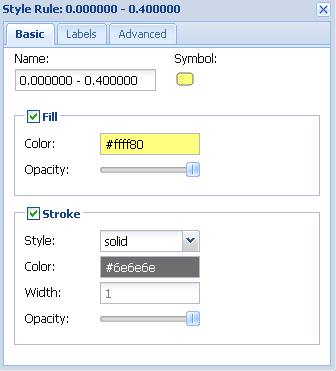 Style Rule: 0.000000 - 0.400000
Basic Labels Advanced
Name: Symbol:
0.000000 - 0.400000
Fill
Color: #ffff80
Opacity:
Stroke
Style: solid
Color: #6e6e6e
Width: 1
Opacity: